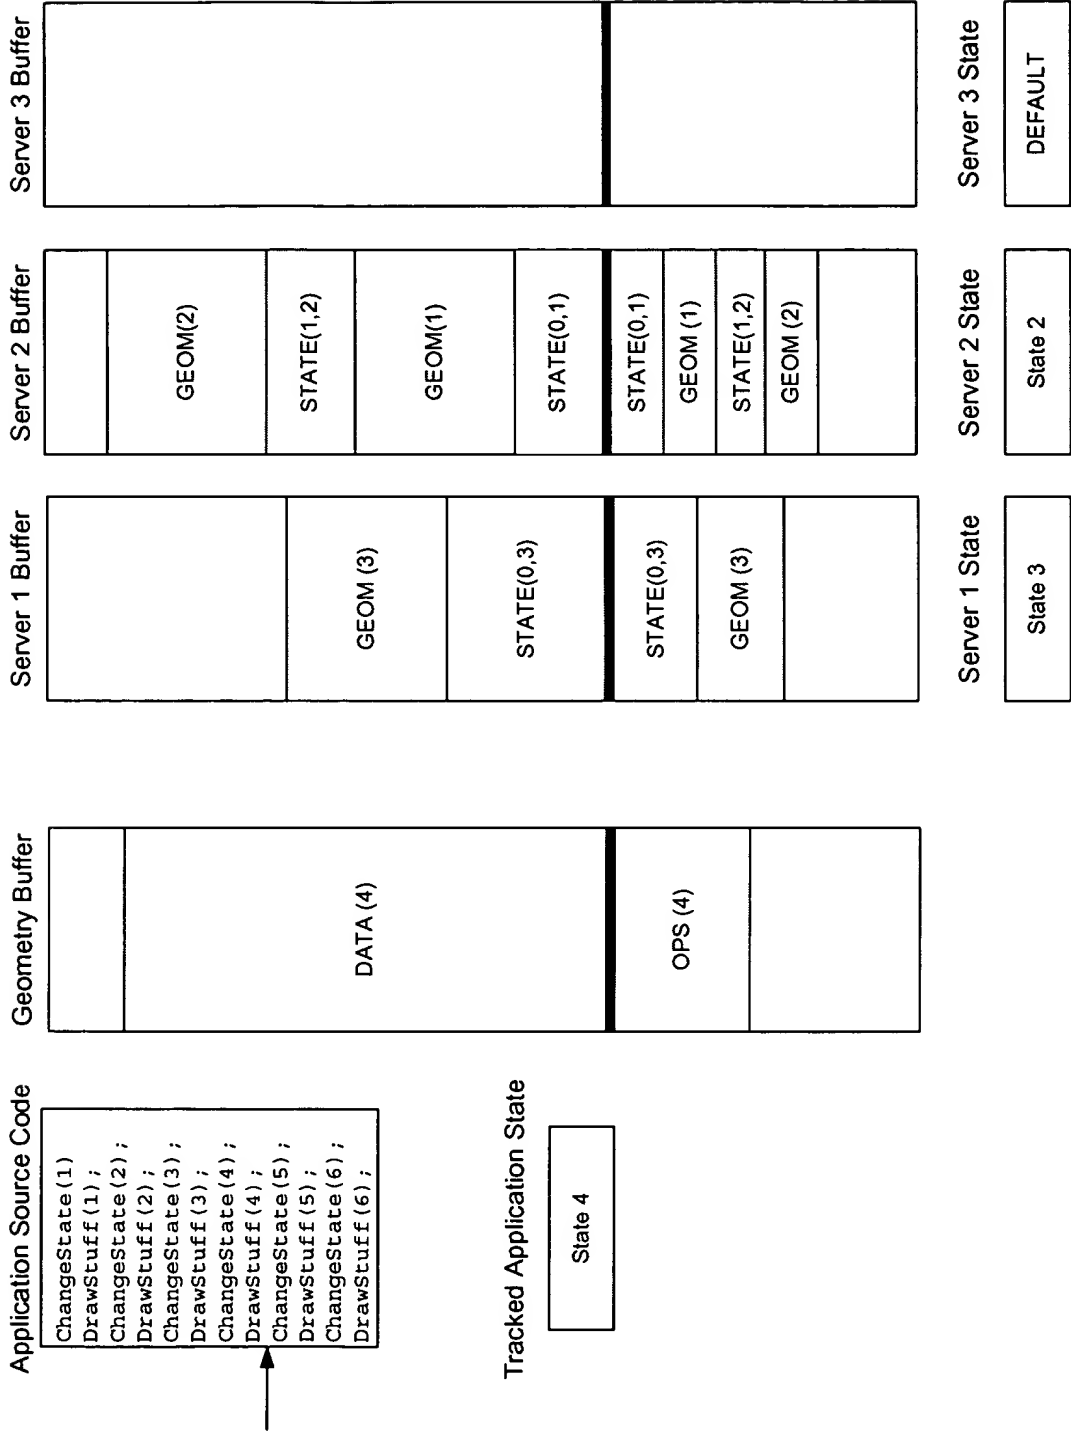 Application Source Code
ChangeState(1)
DrawStuff(1);
ChangeState(2);
DrawStuff(2);
ChangeState(3);
DrawStuff(3);
ChangeState(4);
DrawStuff(4);
ChangeState(5);
DrawStuff(5);
ChangeState(6);
DrawStuff(6);
Tracked Application State
State 4
Geometry Buffer
DATA (4)
OPS (4)
Server 1 Buffer
GEOM (3)
STATE(0,3)
STATE(0,3)
GEOM (3)
Server 1 State
State 3
Server 2 Buffer
GEOM(2)
STATE(1,2)
GEOM(1)
STATE(0,1)
STATE(0,1)
GEOM (1)
STATE(1,2)
GEOM (2)
Server 2 State
State 2
Server 3 Buffer
Server 3 State
DEFAULT